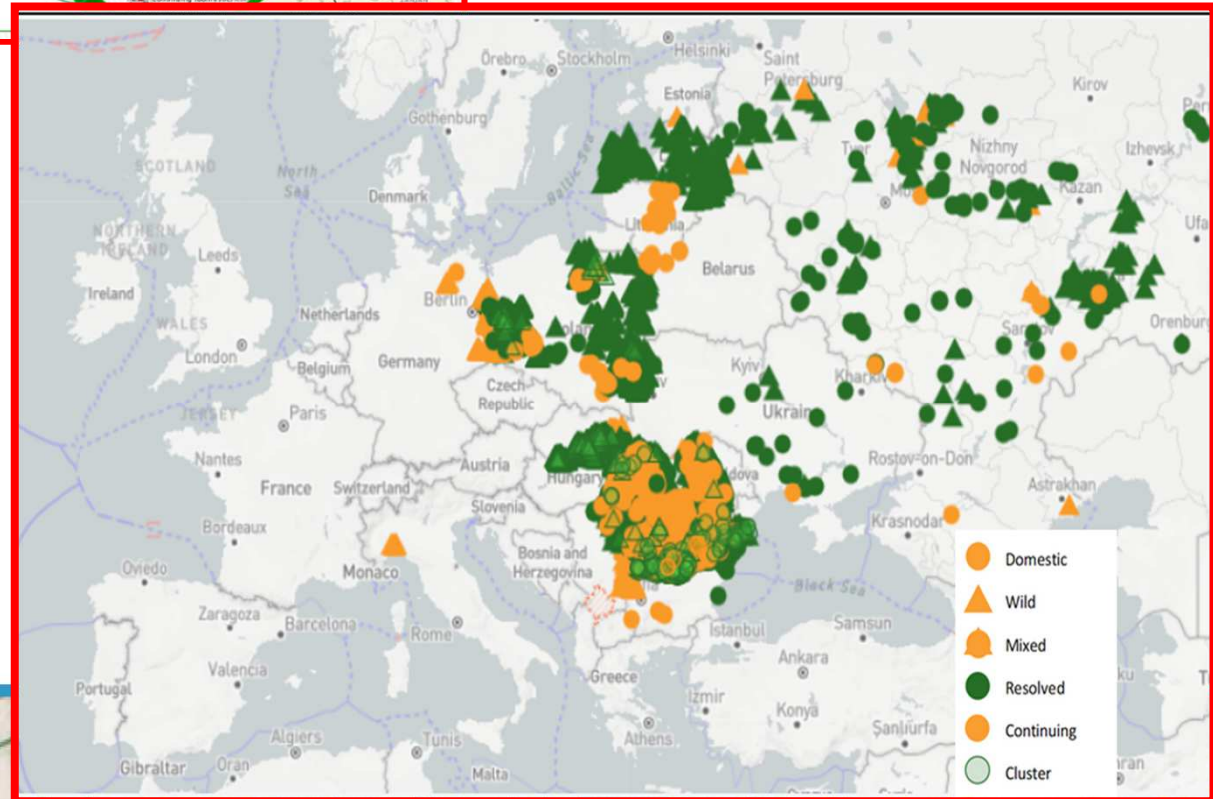 Helsinki
Örebro
Stockholm
Saint
Petersburg
Estonia
Kirov
Gothenburg
Tver
Nizhny
Novgorod
Izhevsk
SCOTLAND
North
Sea
Baltic Sea
Denmark
Kazan
NORTHERN
IRELAND
Leeds
Ufa
Ireland
Berlin
Belarus
WALES
Netherlands
London
Germany
Belgium
Kyiv
Orenburg
Czech
Republic
Ukraine
JERSEY
Paris
Nantes
Austria
Rostov-on-Don
France
Switzerland
Hungary
Astrakhan
Slovenia
Krasnodar
Bordeaux
Bosnia and
Herzegovina
Oviedo
Monaco
Black Sea
Zaragoza
Barcelona
Rome
Istanbul
Samsun
Valencia
Ankara
Portugal
Greece
Izmir
Konya
Şanlıurfa
Athens
Algiers
Tunis
Gibraltar
Oran
Malta
Domestic
Wild
Mixed
Resolved
Continuing
Cluster